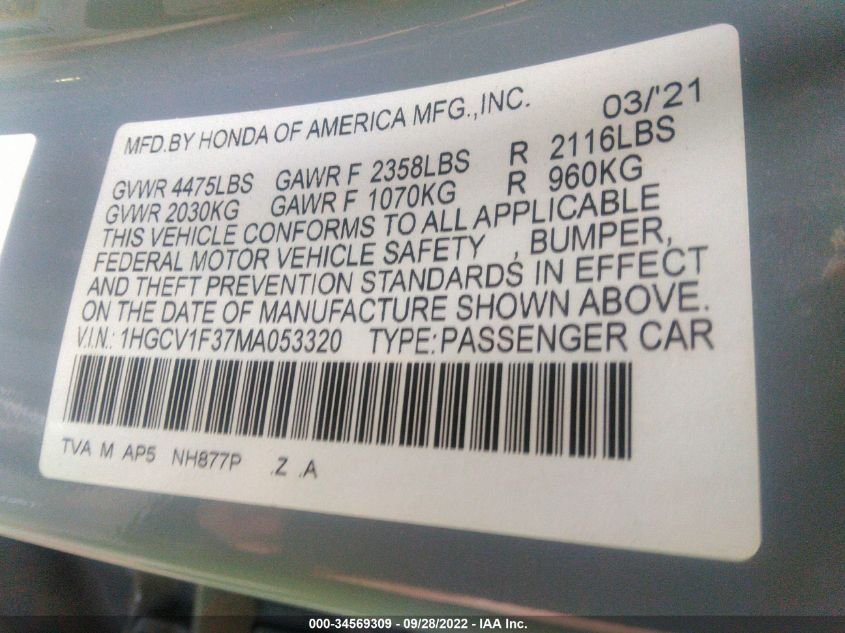 MFD.BY HONDA OF AMERICA MFG.,INC. 03/'21
GVWR 4475LBS GAWR F 2358LBS R 2116LBS
GVWR 2030KG GAWR F 1070KG R 960KG
THIS VEHICLE CONFORMS TO ALL APPLICABLE
FEDERAL MOTOR VEHICLE SAFETY , BUMPER,
AND THEFT PREVENTION STANDARDS IN EFFECT
ON THE DATE OF MANUFACTURE SHOWN ABOVE.
V.I.N.: 1HGCV1F37MA053320 TYPE:PASSENGER CAR
TVA M AP5 NH877P .Z .A
000-34569309 - 09/28/2022 - IAA Inc.